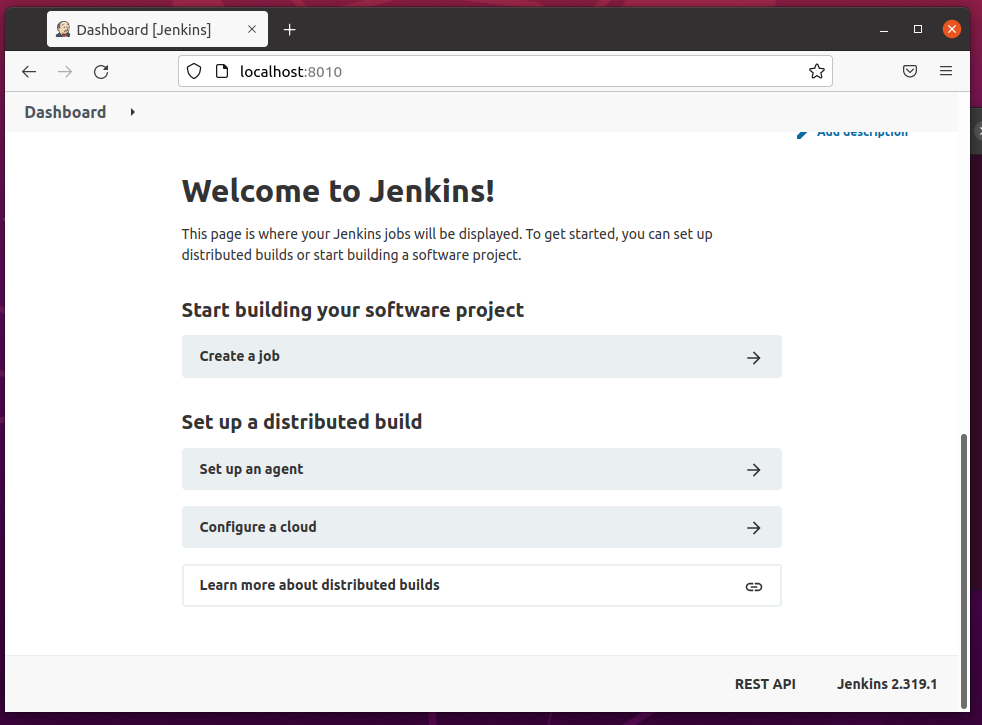 Dashboard [Jenkins]
localhost:8010
Dashboard
Add description
Welcome to Jenkins!
This page is where your Jenkins jobs will be displayed. To get started, you can set up
distributed builds or start building a software project.
Start building your software project
Create a job
Set up a distributed build
Set up an agent
Configure a cloud
Learn more about distributed builds
REST API
Jenkins 2.319.1